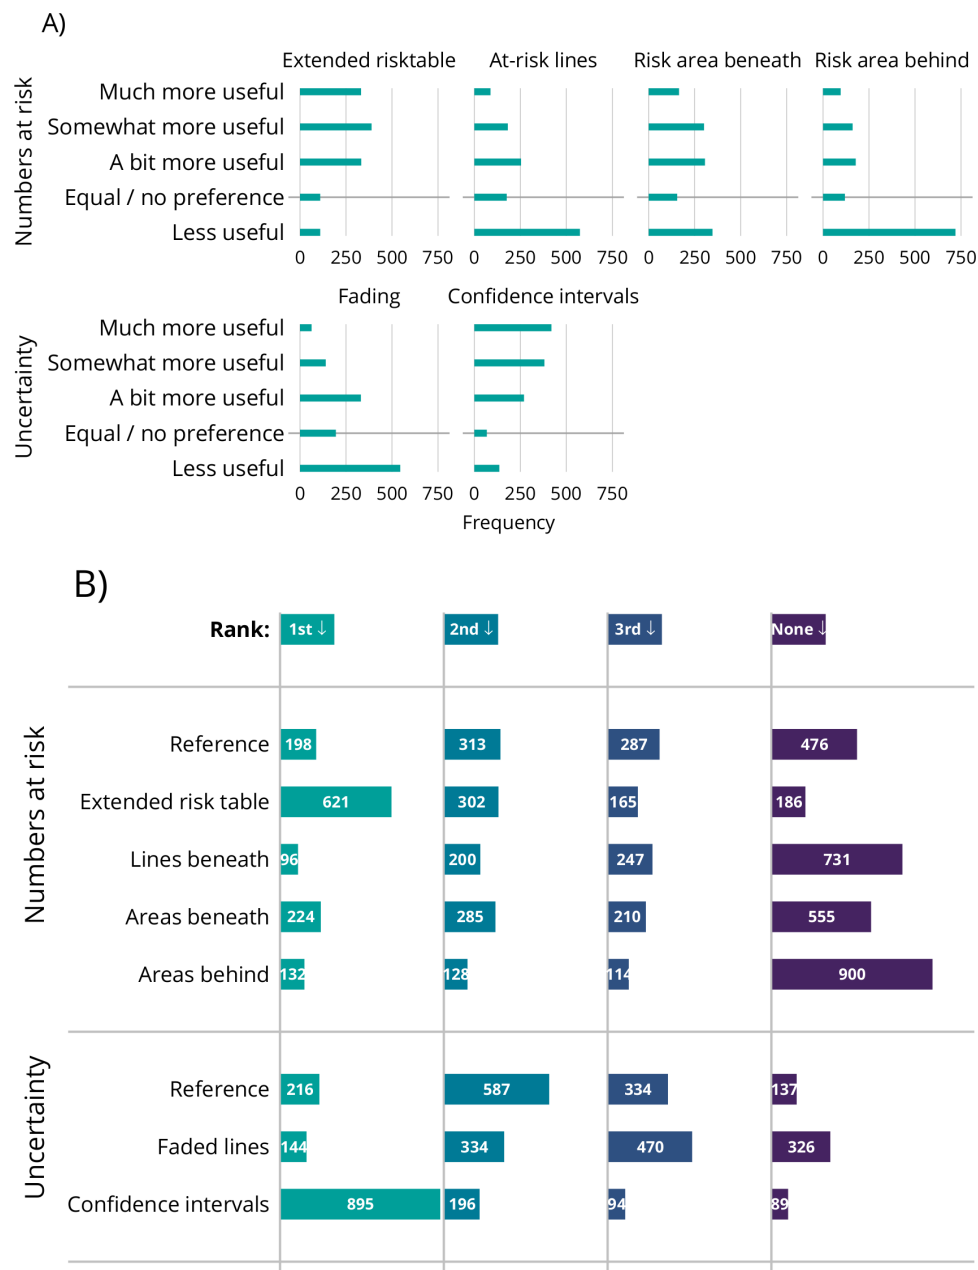 A)
Extended risktable At-risk lines Risk area beneath Risk area behind
Numbers at risk
Much more useful
Somewhat more useful
A bit more useful
Equal / no preference
Less useful
0 250 500 750 0 250 500 750 0 250 500 750 0 250 500 750
Fading Confidence intervals
Uncertainty
Much more useful
Somewhat more useful
A bit more useful
Equal / no preference
Less useful
0 250 500 750 0 250 500 750
Frequency
B)
Rank: 1st ↓ 2nd ↓ 3rd ↓ None ↓
Numbers at risk
Reference 198 313 287 476
Extended risk table 621 302 165 186
Lines beneath 96 200 247 731
Areas beneath 224 285 210 555
Areas behind 132 128 114 900
Uncertainty
Reference 216 587 334 137
Faded lines 144 334 470 326
Confidence intervals 895 196 94 89